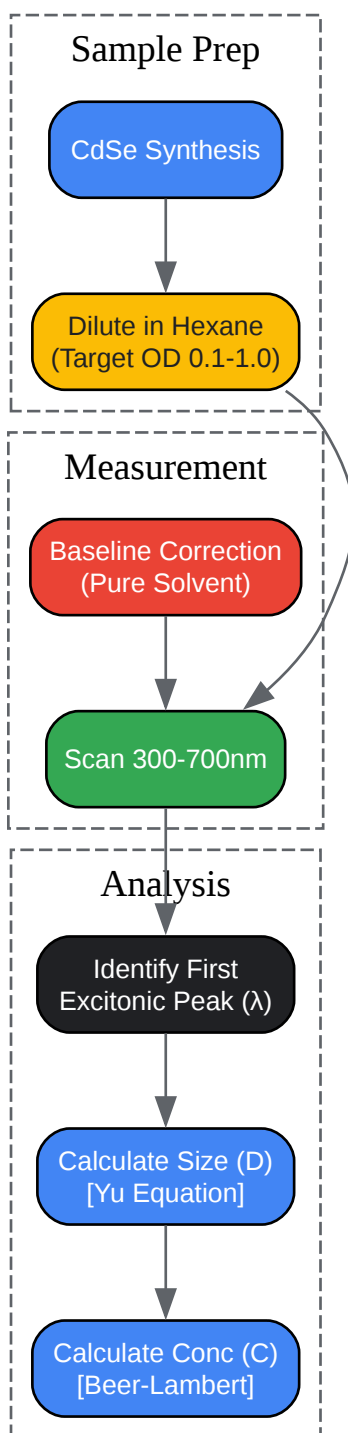 Sample Prep
CdSe Synthesis
Dilute in Hexane
(Target OD 0.1-1.0)
Measurement
Baseline Correction
(Pure Solvent)
Scan 300-700nm
Analysis
Identify First
Excitonic Peak (λ)
Calculate Size (D)
[Yu Equation]
Calculate Conc (C)
[Beer-Lambert]